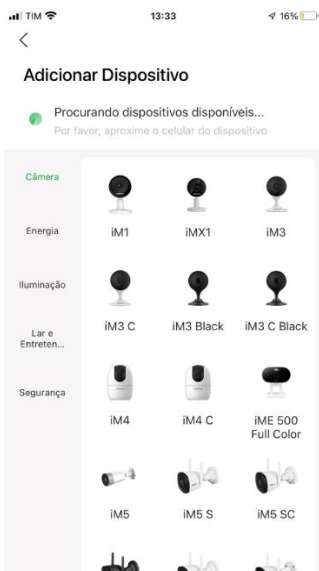 TIM
13:33
16%
Adicionar Dispositivo
Procurando dispositivos disponíveis...
Por favor, aproxime o celular do dispositivo
Câmera
Energia
Iluminação
Lar e
Entreten...
Segurança
iM1
iMX1
iM3
iM3 C
iM3 Black
iM3 C Black
iM4
iM4 C
iME 500
Full Color
iM5
iM5 S
iM5 SC